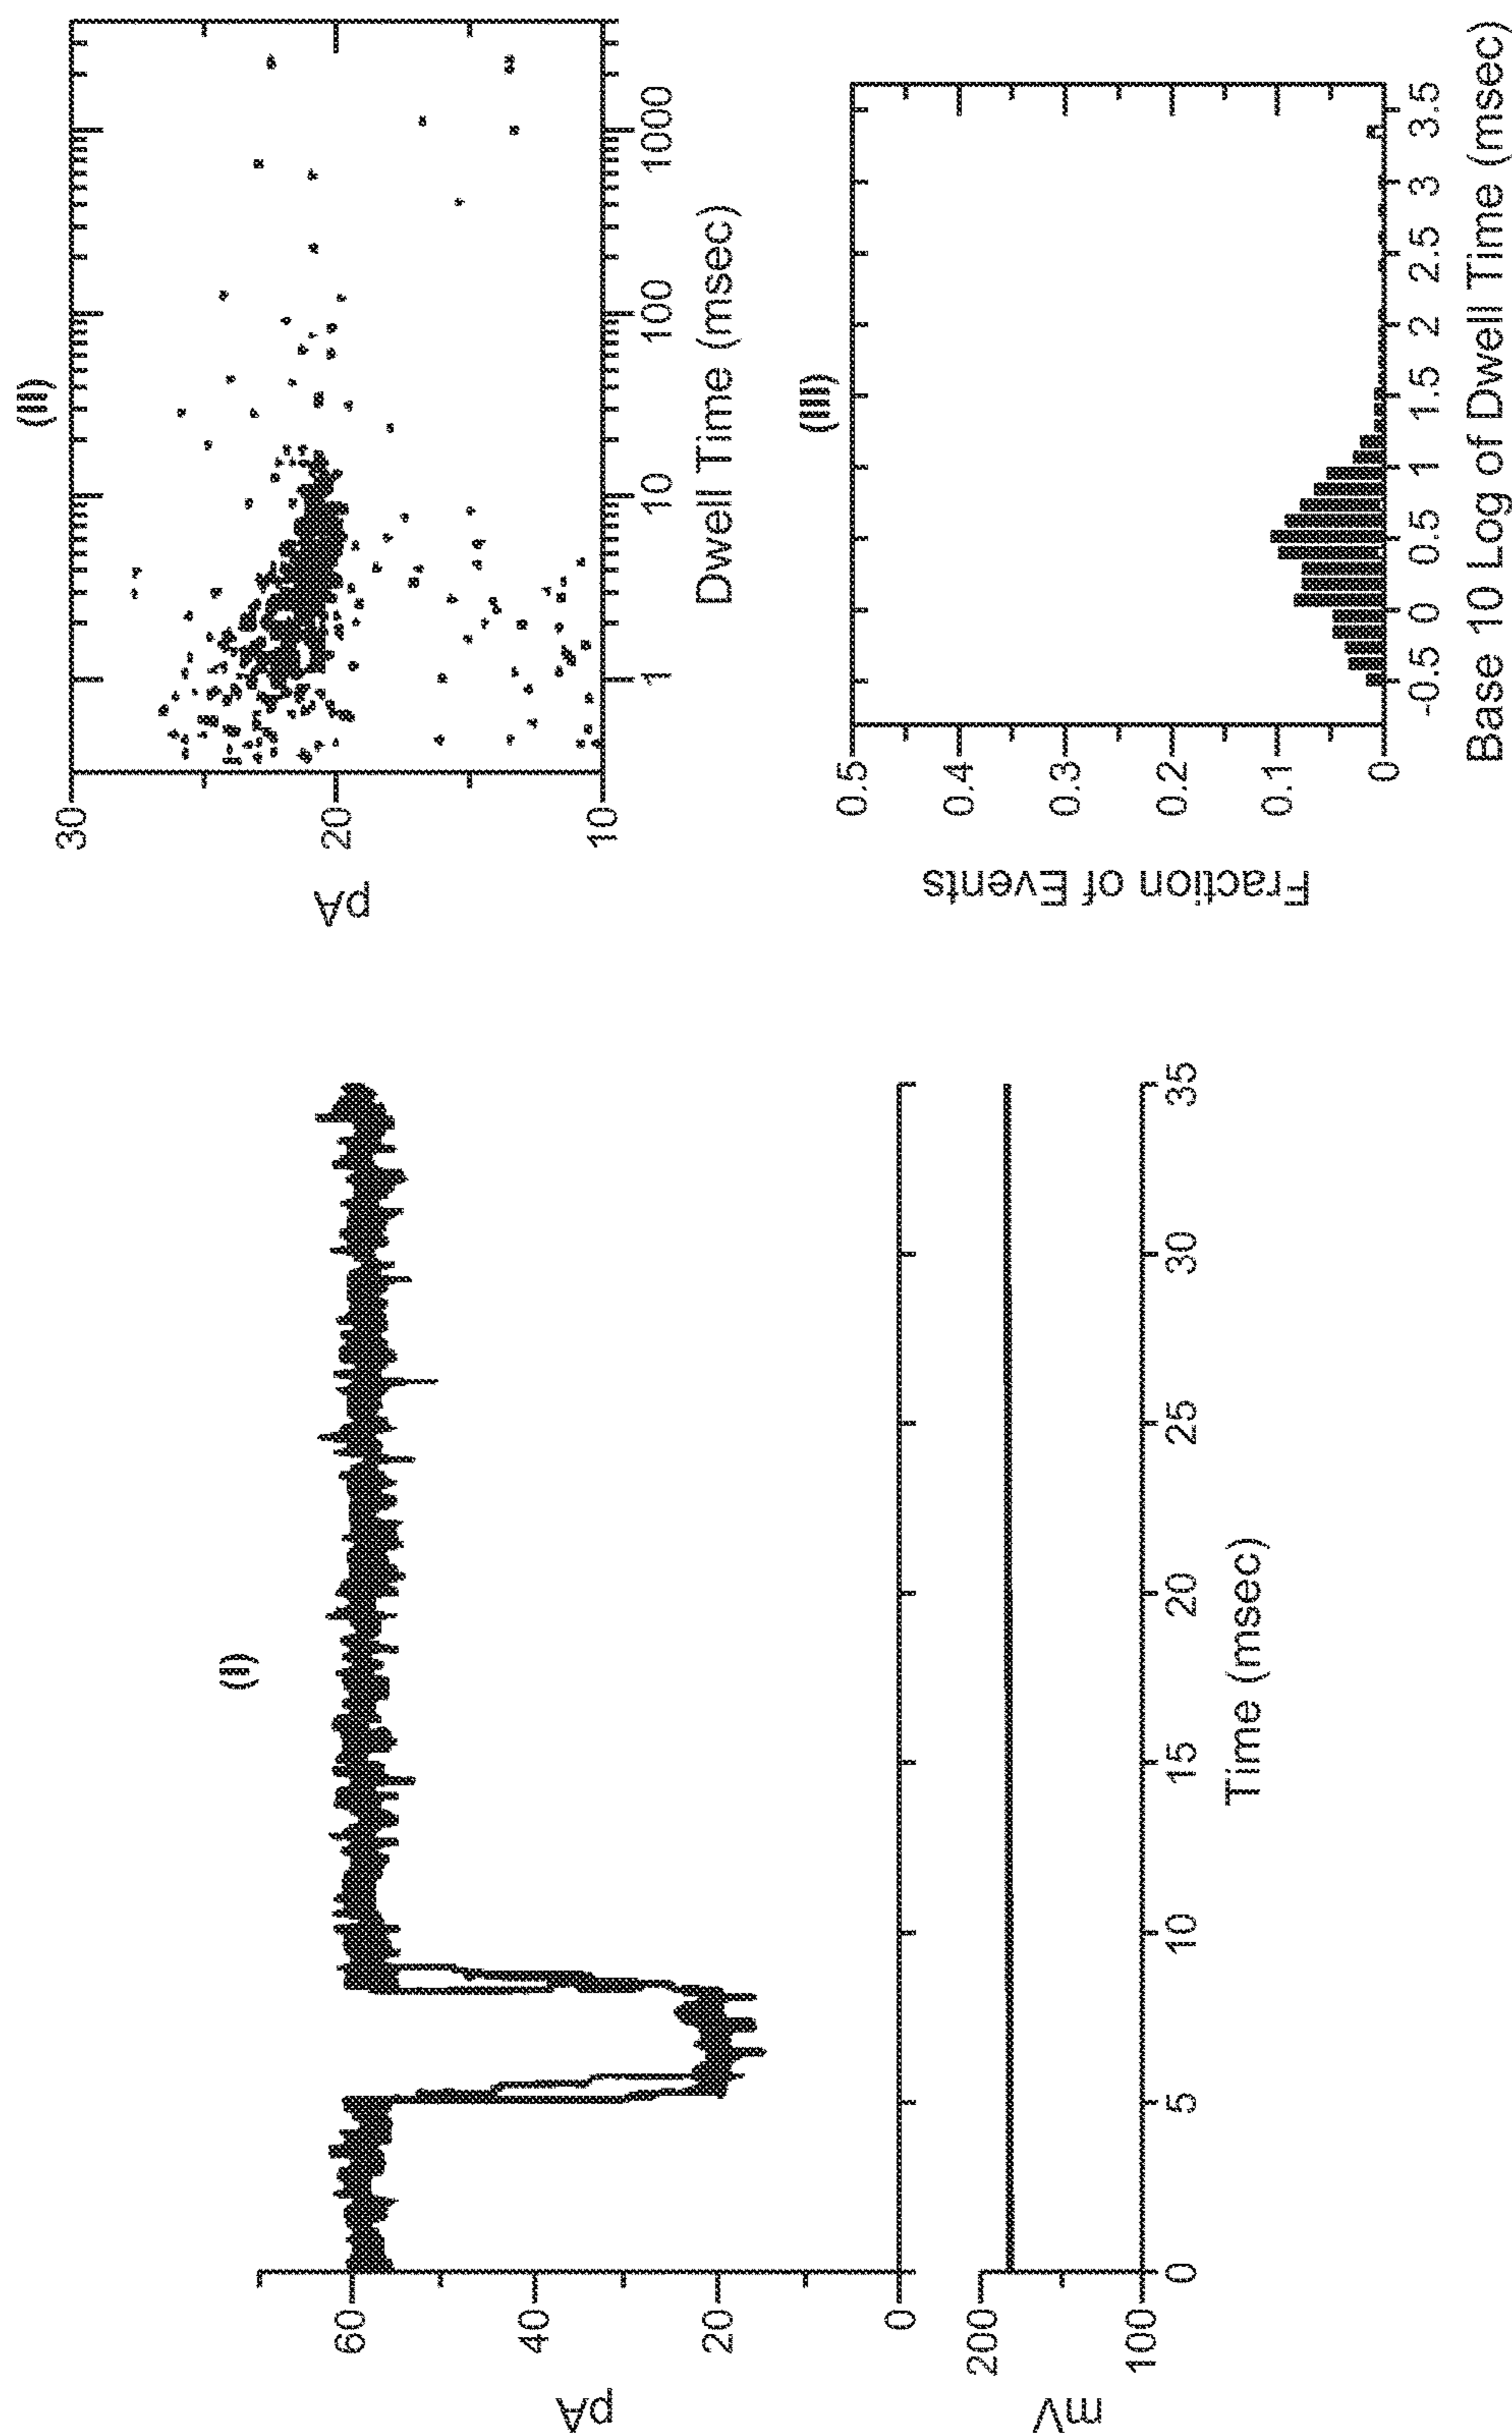 (I)
60
40
20
0
pA
200
100
mV
0 5 10 15 20 25 30 35
Time (msec)
(II)
30
20
10
pA
1 10 100 1000
Dwell Time (msec)
(III)
0.5
0.4
0.3
0.2
0.1
0
Fraction of Events
-0.5 0 0.5 1 1.5 2 2.5 3 3.5
Base 10 Log of Dwell Time (msec)